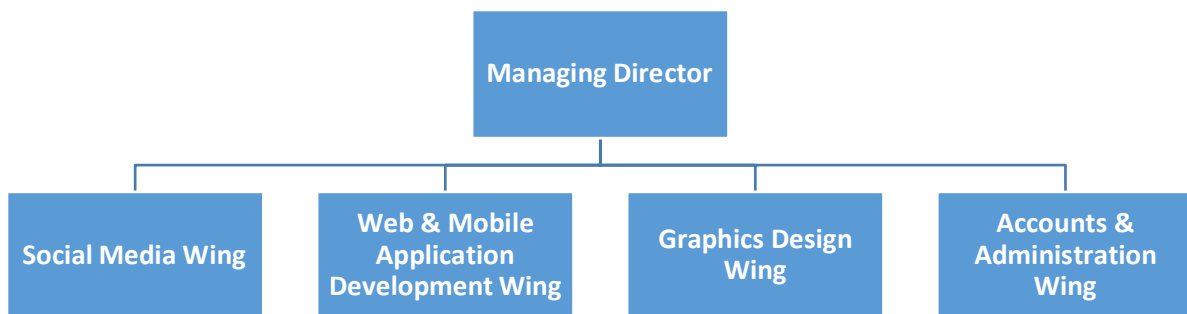 Managing Director
Social Media Wing
Web & Mobile
Application
Development Wing
Graphics Design
Wing
Accounts &
Administration
Wing